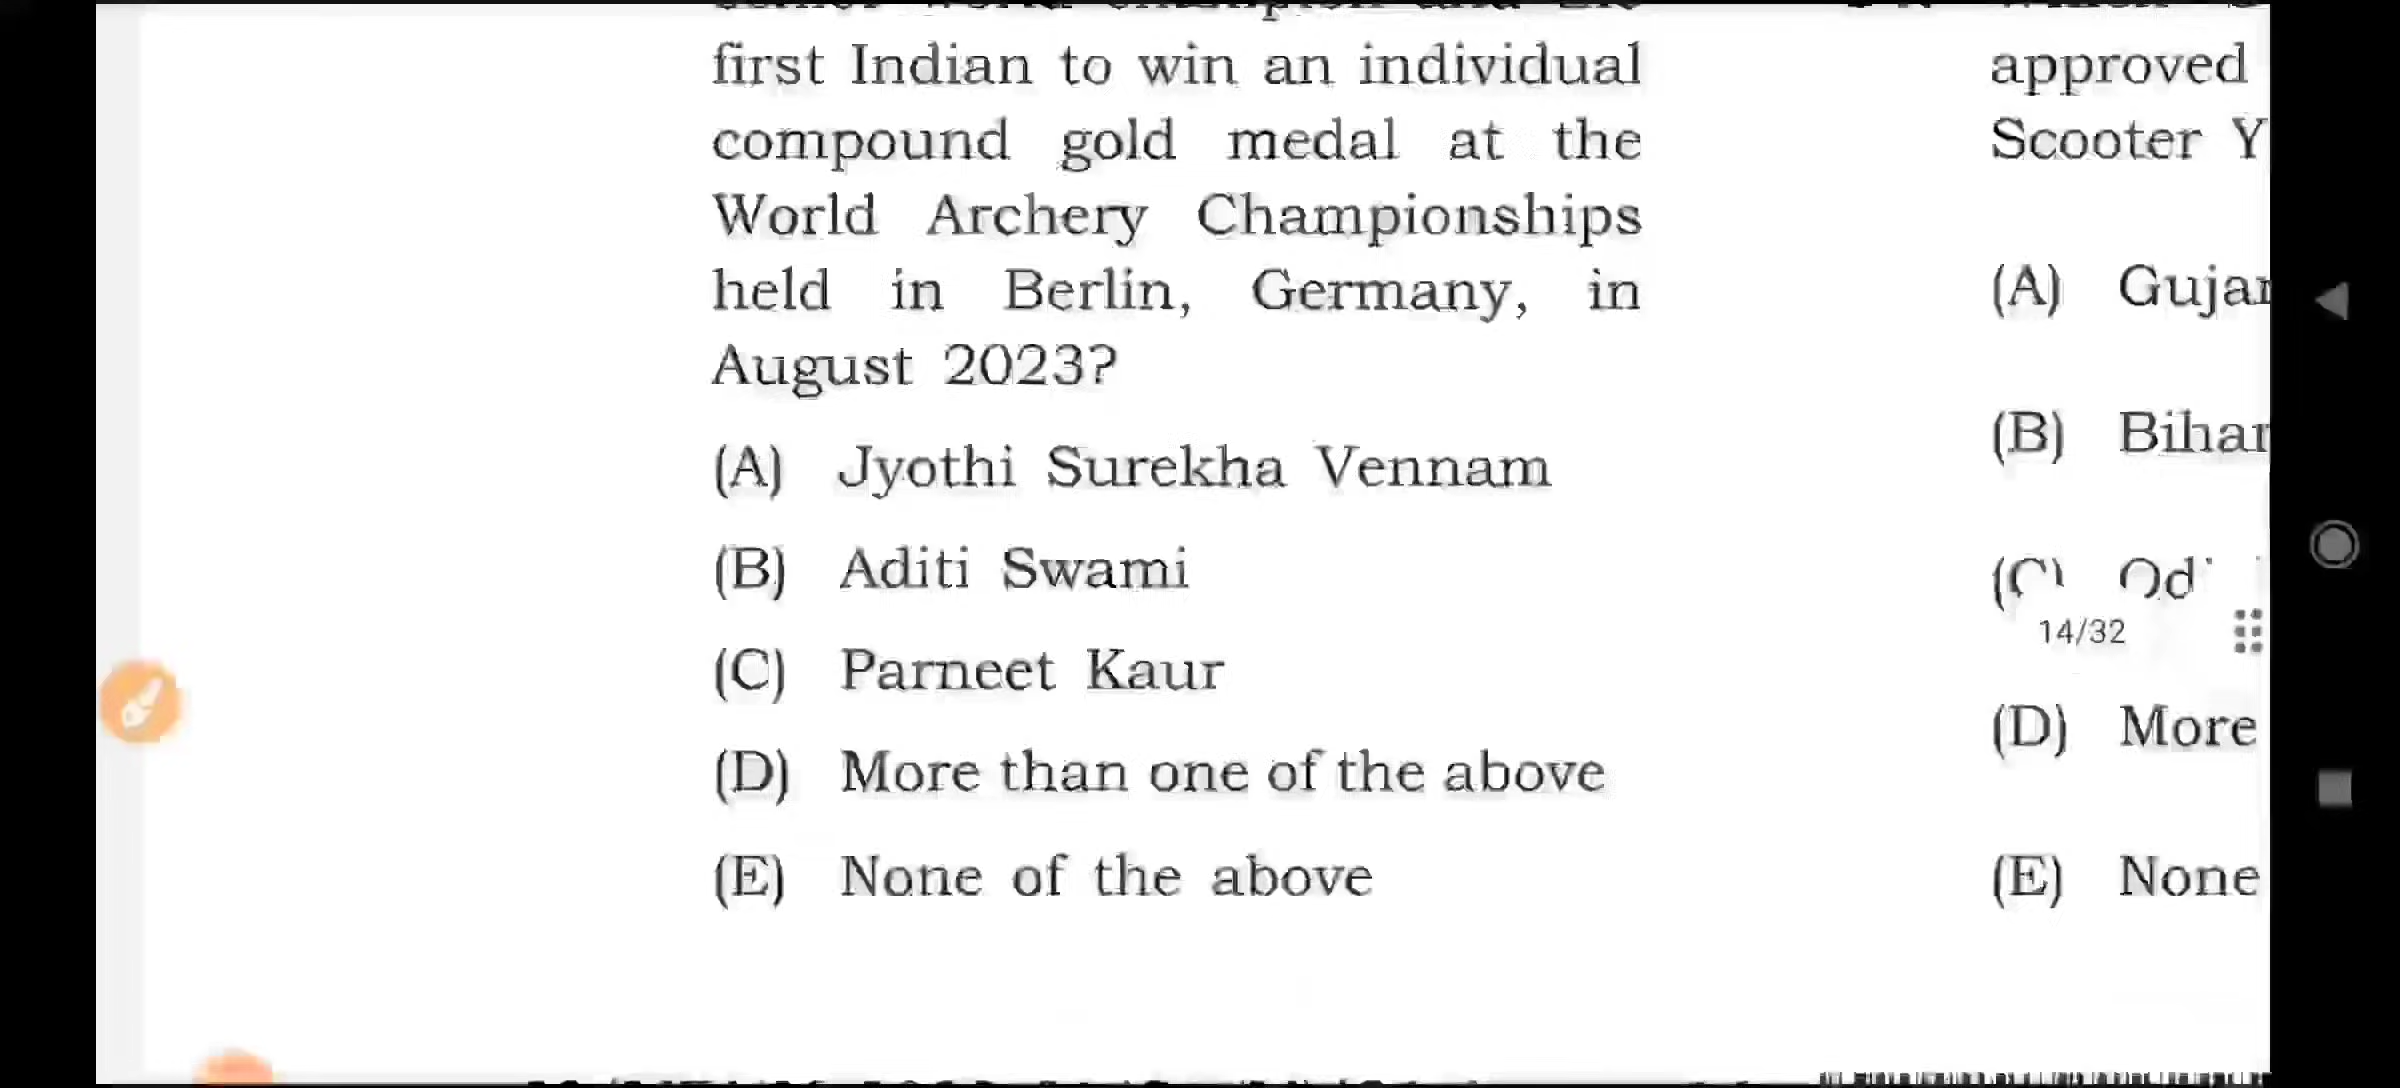 first Indian to win an individual
compound gold medal at the
World Archery Championships
held in Berlin, Germany, in
August 2023?
(A) Jyothi Surekha Vennam
(B) Aditi Swami
(C) Parneet Kaur
(D) More than one of the above
(E) None of the above
approved
Scooter Y
(A) Gujar
(B) Bihar
14/32
(D) More
(E) None